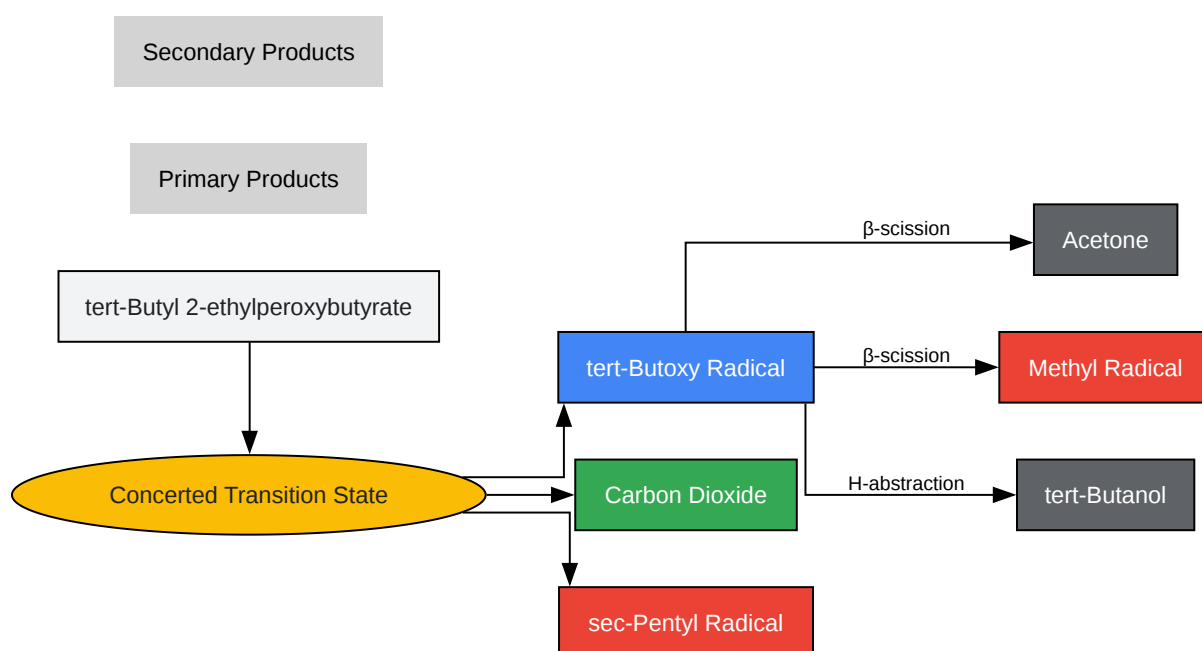 Secondary Products
Primary Products
tert-Butyl 2-ethylperoxybutyrate
Concerted Transition State
tert-Butoxy Radical
Carbon Dioxide
sec-Pentyl Radical
β-scission
β-scission
H-abstraction
Acetone
Methyl Radical
tert-Butanol